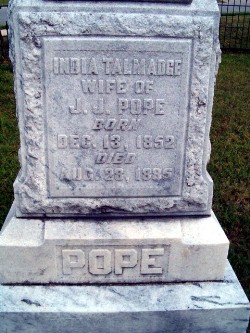 INDIA TALMADGE
WIFE OF
J. J. POPE
BORN
DEC. 13, 1852
DIED
AUG. 23, 1895
POPE